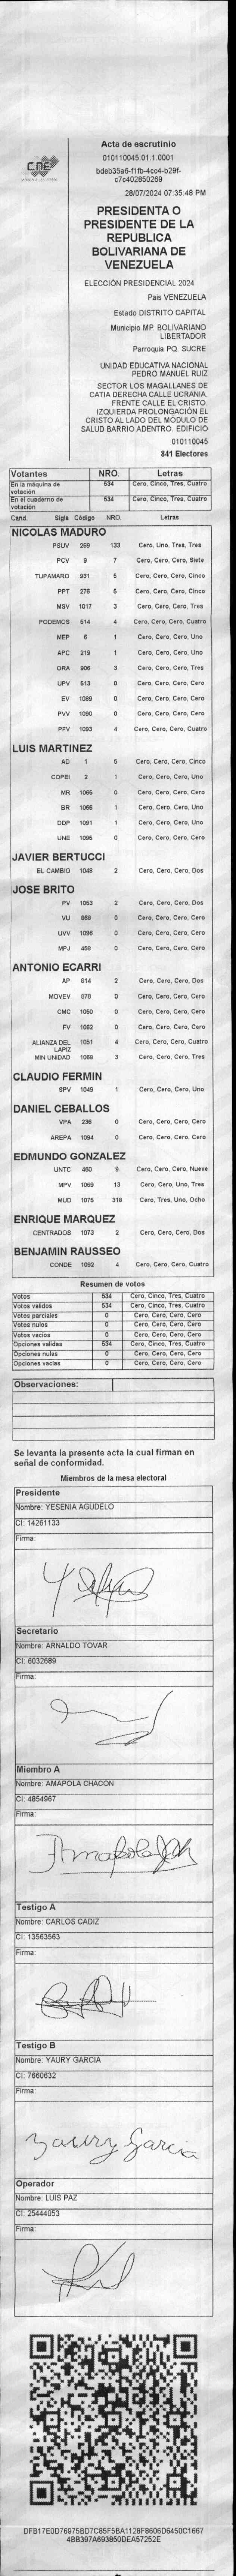 CNE
Acta de escrutinio
010110045.01.1.0001
bdeb35a6-f1fb-4cc4-b29f-
c7c402850269
28/07/2024 07:35:48 PM
PRESIDENTA O
PRESIDENTE DE LA
REPUBLICA
BOLIVARIANA DE
VENEZUELA
ELECCIÓN PRESIDENCIAL 2024
País VENEZUELA
Estado DISTRITO CAPITAL
Municipio MP. BOLIVARIANO
LIBERTADOR
Parroquia PQ. SUCRE
UNIDAD EDUCATIVA NACIONAL
PEDRO MANUEL RUIZ
SECTOR LOS MAGALLANES DE
CATIA DERECHA CALLE UCRANIA.
FRENTE CALLE EL CRISTO.
IZQUIERDA PROLONGACIÓN EL
CRISTO AL LADO DEL MÓDULO DE
SALUD BARRIO ADENTRO. EDIFICIO
010110045
841 Electores
Votantes NRO. Letras
En la máquina de votación 534 Cero, Cinco, Tres, Cuatro
En el cuaderno de votación 534 Cero, Cinco, Tres, Cuatro
Cand. Sigla Código NRO. Letras
NICOLAS MADURO
PSUV 269 133 Cero, Uno, Tres, Tres
PCV 9 7 Cero, Cero, Cero, Siete
TUPAMARO 931 5 Cero, Cero, Cero, Cinco
PPT 276 5 Cero, Cero, Cero, Cinco
MSV 1017 3 Cero, Cero, Cero, Tres
PODEMOS 514 4 Cero, Cero, Cero, Cuatro
MEP 6 1 Cero, Cero, Cero, Uno
APC 219 1 Cero, Cero, Cero, Uno
ORA 906 3 Cero, Cero, Cero, Tres
UPV 513 0 Cero, Cero, Cero, Cero
EV 1089 0 Cero, Cero, Cero, Cero
PVV 1090 0 Cero, Cero, Cero, Cero
PFV 1093 4 Cero, Cero, Cero, Cuatro
LUIS MARTINEZ
AD 1 5 Cero, Cero, Cero, Cinco
COPEI 2 1 Cero, Cero, Cero, Uno
MR 1065 0 Cero, Cero, Cero, Cero
BR 1066 1 Cero, Cero, Cero, Uno
DDP 1091 1 Cero, Cero, Cero, Uno
UNE 1095 0 Cero, Cero, Cero, Cero
JAVIER BERTUCCI
EL CAMBIO 1048 2 Cero, Cero, Cero, Dos
JOSE BRITO
PV 1053 2 Cero, Cero, Cero, Dos
VU 869 0 Cero, Cero, Cero, Cero
UVV 1096 0 Cero, Cero, Cero, Cero
MPJ 458 0 Cero, Cero, Cero, Cero
ANTONIO ECARRI
AP 814 2 Cero, Cero, Cero, Dos
MOVEV 978 0 Cero, Cero, Cero, Cero
CMC 1050 0 Cero, Cero, Cero, Cero
FV 1062 0 Cero, Cero, Cero, Cero
ALIANZA DEL LAPIZ 1051 4 Cero, Cero, Cero, Cuatro
MIN UNIDAD 1069 3 Cero, Cero, Cero, Tres
CLAUDIO FERMIN
SPV 1049 1 Cero, Cero, Cero, Uno
DANIEL CEBALLOS
VPA 236 0 Cero, Cero, Cero, Cero
AREPA 1094 0 Cero, Cero, Cero, Cero
EDMUNDO GONZALEZ
UNTC 460 9 Cero, Cero, Cero, Nueve
MPV 1069 13 Cero, Cero, Uno, Tres
MUD 1075 318 Cero, Tres, Uno, Ocho
ENRIQUE MARQUEZ
CENTRADOS 1073 2 Cero, Cero, Cero, Dos
BENJAMIN RAUSSEO
CONDE 1092 4 Cero, Cero, Cero, Cuatro
Resumen de votos
Votos 534 Cero, Cinco, Tres, Cuatro
Votos válidos 534 Cero, Cinco, Tres, Cuatro
Votos parciales 0 Cero, Cero, Cero, Cero
Votos nulos 0 Cero, Cero, Cero, Cero
Votos vacíos 0 Cero, Cero, Cero, Cero
Opciones válidas 534 Cero, Cinco, Tres, Cuatro
Opciones nulas 0 Cero, Cero, Cero, Cero
Opciones vacías 0 Cero, Cero, Cero, Cero
Observaciones:
Se levanta la presente acta la cual firman en
señal de conformidad.
Miembros de la mesa electoral
Presidente
Nombre: YESENIA AGUDELO
CI: 14261133
Firma:
Secretario
Nombre: ARNALDO TOVAR
CI: 6032689
Firma:
Miembro A
Nombre: AMAPOLA CHACON
CI: 4854967
Firma:
Testigo A
Nombre: CARLOS CADIZ
CI: 13563563
Firma:
Testigo B
Nombre: YAURY GARCIA
CI: 7660632
Firma:
Yaury Garcia
Operador
Nombre: LUIS PAZ
CI: 25444053
Firma:
DFB17E0D76975BD7C85F5BA1128F8606D6450C1667
4BB397A693850DEA57252E